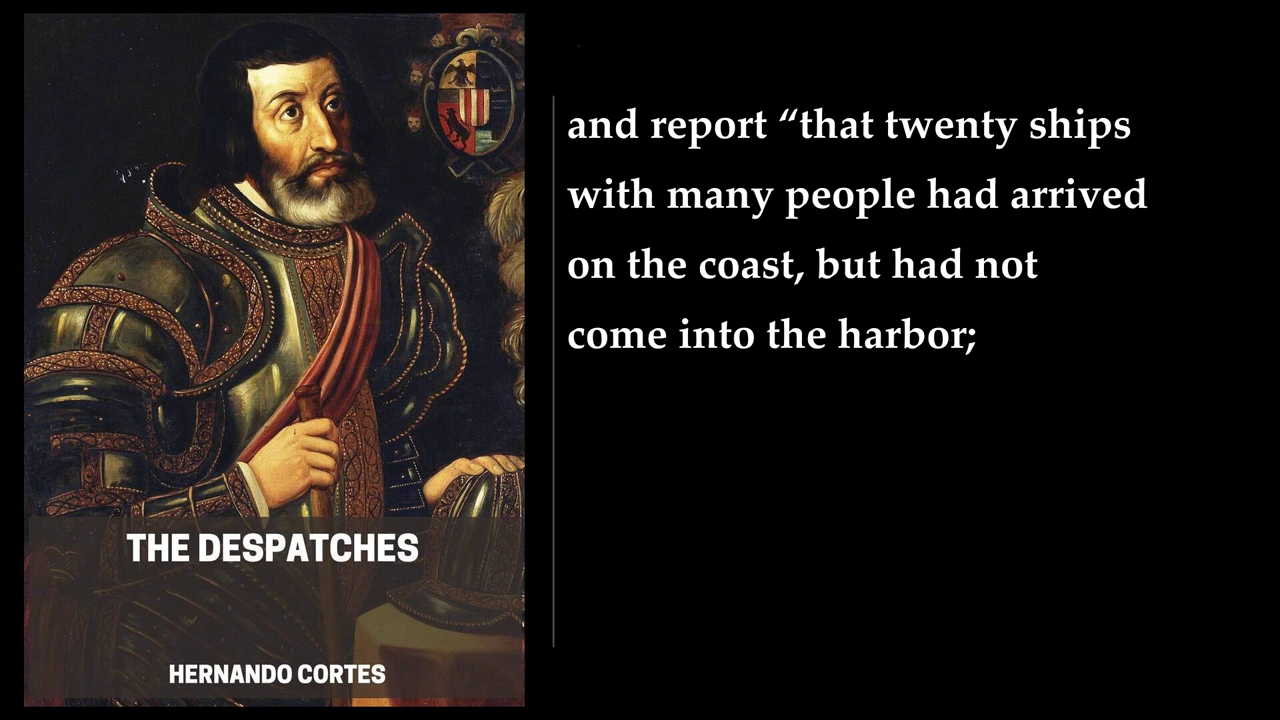 THE DESPATCHES
HERNANDO CORTES
and report “that twenty ships
with many people had arrived
on the coast, but had not
come into the harbor;